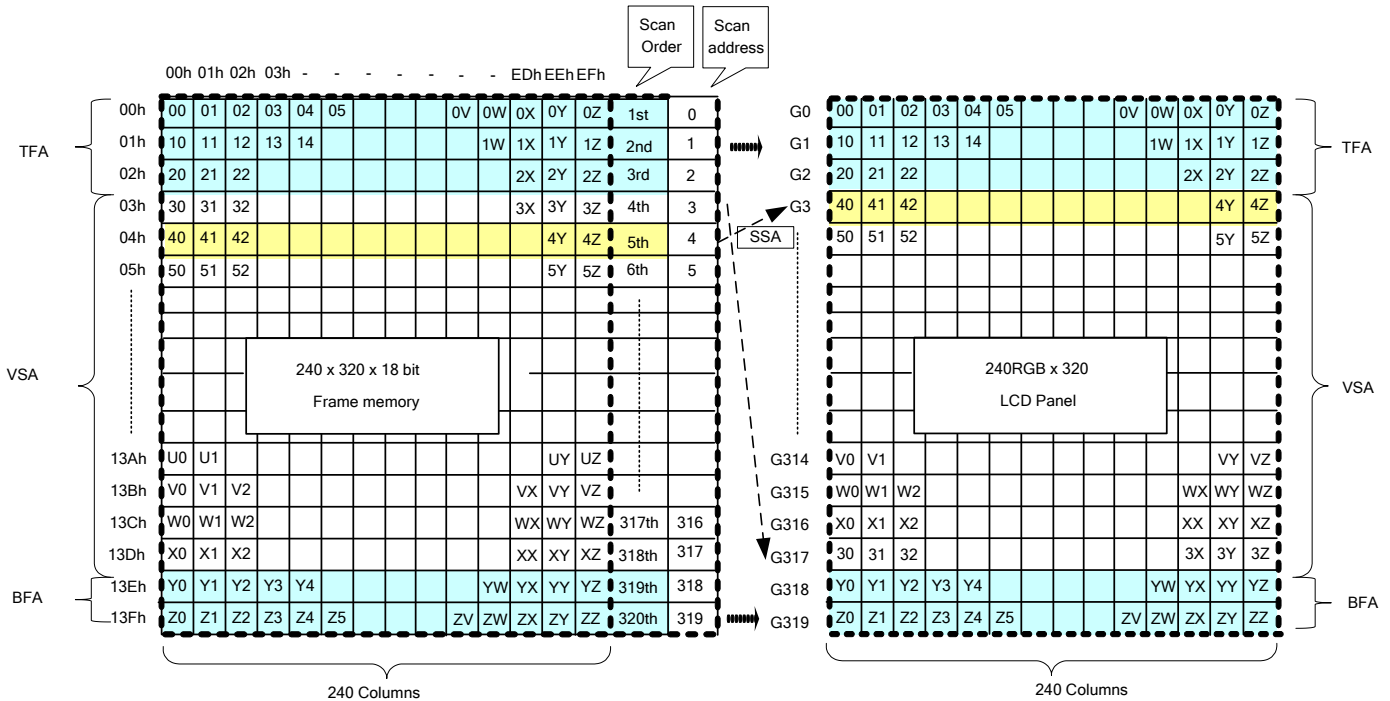 Scan Order
Scan address
00h 01h 02h 03h - - - - - - - EDh EEh EFh
00h 00 01 02 03 04 05 0V 0W 0X 0Y 0Z 1st 0 G0 00 01 02 03 04 05 0V 0W 0X 0Y 0Z
01h 10 11 12 13 14 1W 1X 1Y 1Z 2nd 1 G1 10 11 12 13 14 1W 1X 1Y 1Z
TFA TFA
02h 20 21 22 2X 2Y 2Z 3rd 2 G2 20 21 22 2X 2Y 2Z
03h 30 31 32 3X 3Y 3Z 4th 3 G3 40 41 42 4Y 4Z
04h 40 41 42 4Y 4Z 5th 4 SSA 50 51 52 5Y 5Z
05h 50 51 52 5Y 5Z 6th 5
240 x 320 x 18 bit
Frame memory
240RGB x 320
LCD Panel
VSA VSA
13Ah U0 U1 UY UZ G314 V0 V1 VY VZ
13Bh V0 V1 V2 VX VY VZ G315 W0 W1 W2 WX WY WZ
13Ch W0 W1 W2 WX WY WZ 317th 316 G316 X0 X1 X2 XX XY XZ
13Dh X0 X1 X2 XX XY XZ 318th 317 G317 30 31 32 3X 3Y 3Z
13Eh Y0 Y1 Y2 Y3 Y4 YW YX YY YZ 319th 318 G318 Y0 Y1 Y2 Y3 Y4 YW YX YY YZ
BFA BFA
13Fh Z0 Z1 Z2 Z3 Z4 Z5 ZV ZW ZX ZY ZZ 320th 319 G319 Z0 Z1 Z2 Z3 Z4 Z5 ZV ZW ZX ZY ZZ
240 Columns 240 Columns